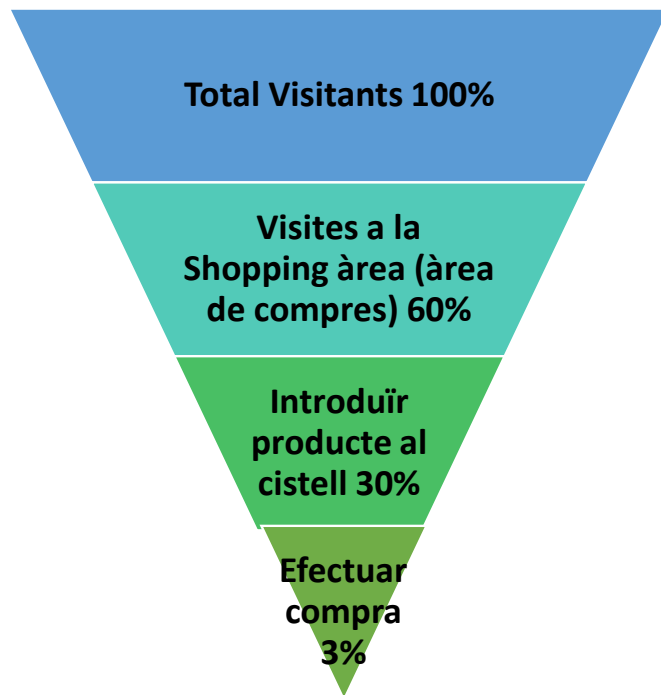 Total Visitants 100%
Visites a la
Shopping àrea (àrea
de compres) 60%
Introduïr
producte al
cistell 30%
Efectuar
compra
3%